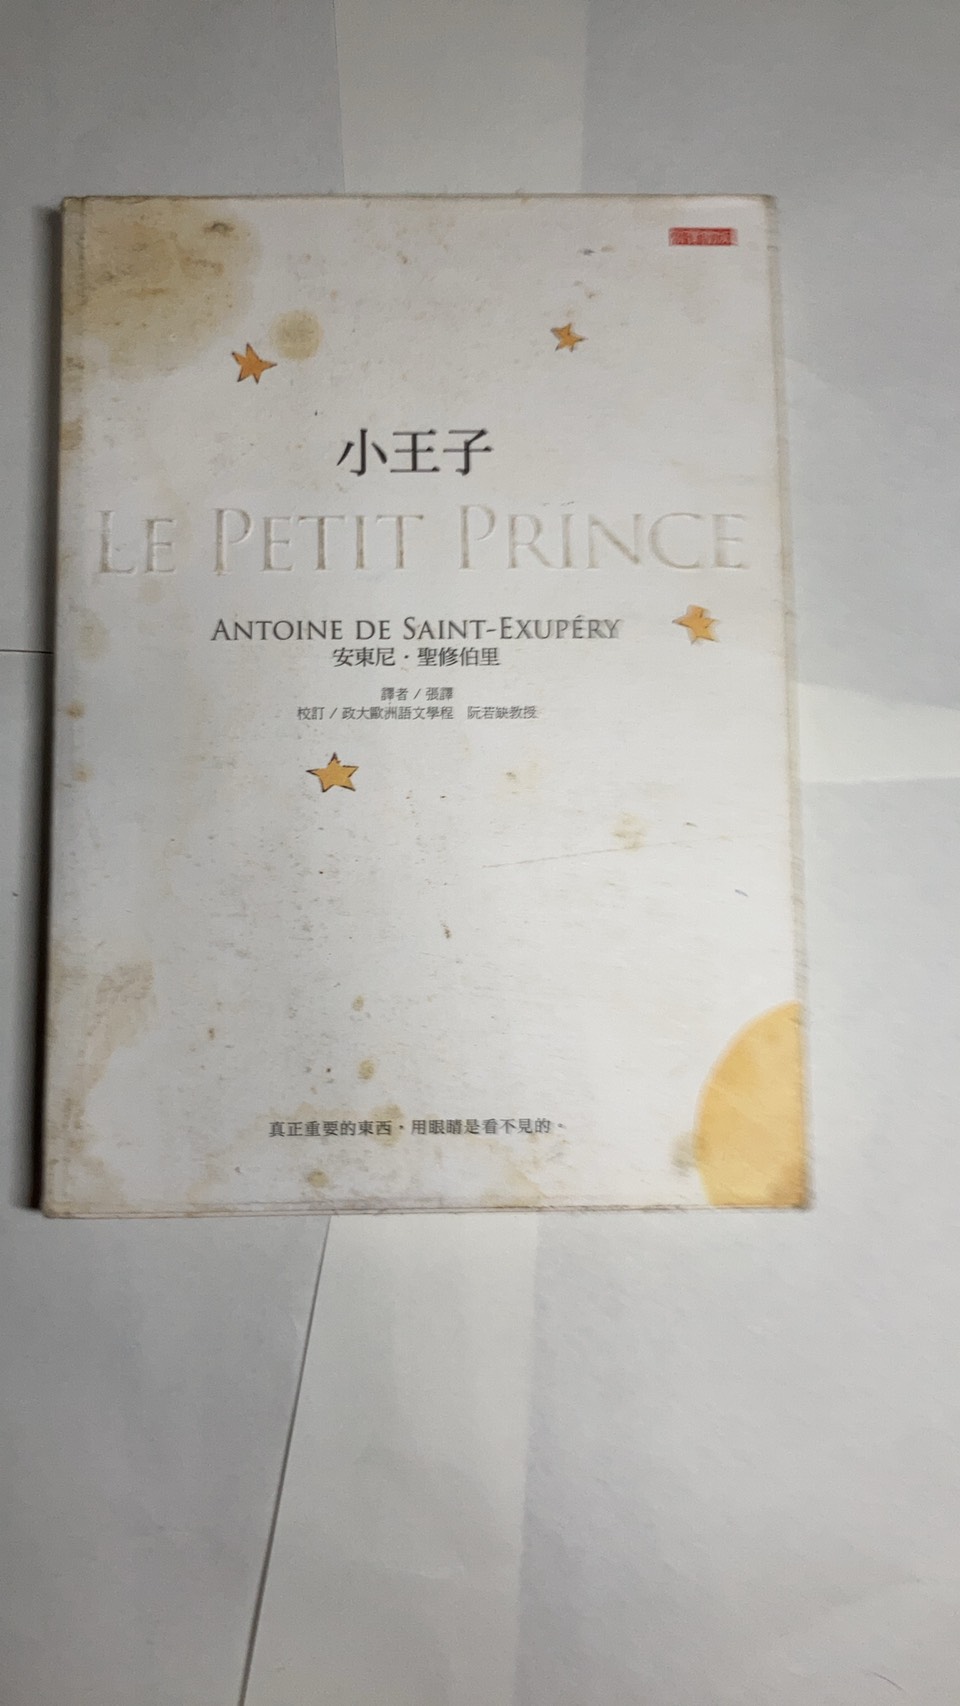 小王子
LE PETIT PRINCE
ANTOINE DE SAINT-EXUPÉRY
安東尼·聖修伯里
譯者／張譯
校訂／政大歐洲語文學程 阮若缺教授
真正重要的東西，用眼睛是看不見的。